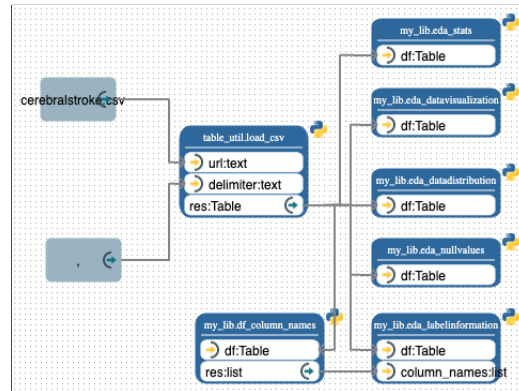 my_lib.eda_stats
df:Table
cerebralstroke.csv
my_lib.eda_datavisualization
df:Table
table_util.load_csv
url:text
delimiter:text
res:Table
my_lib.eda_datadistribution
df:Table
,
my_lib.eda_nullvalues
df:Table
my_lib.df_column_names
df:Table
res:list
my_lib.eda_labelinformation
df:Table
column_names:list